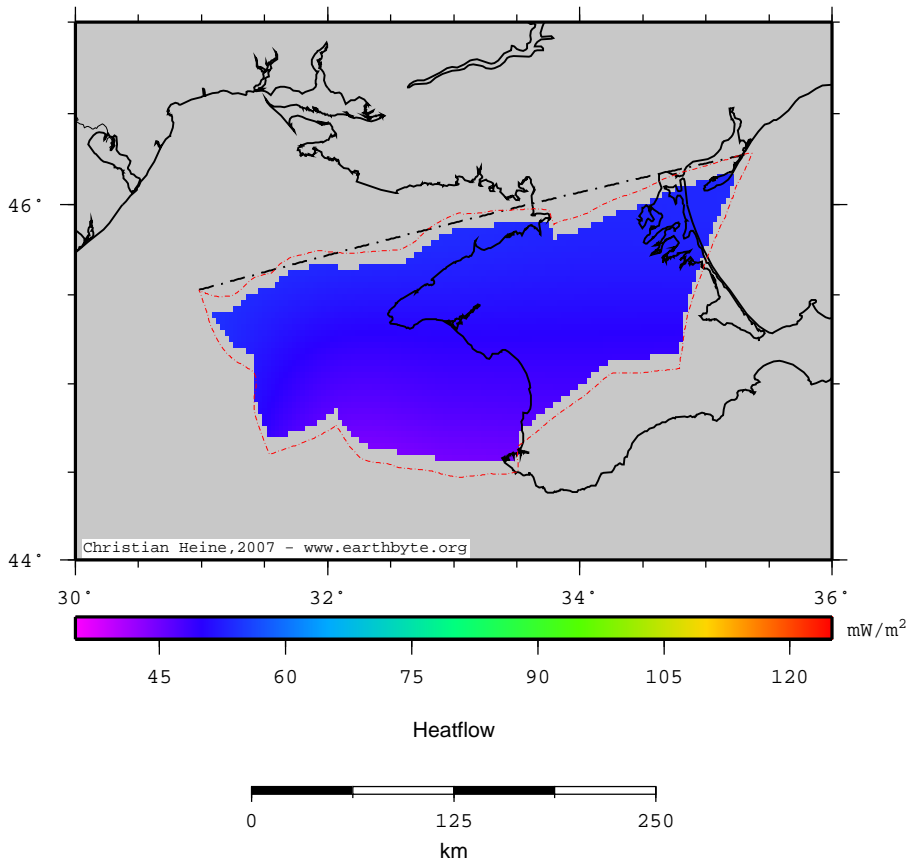 46°
Christian Heine,2007 - www.earthbyte.org
44°
30° 32° 34° 36°
mW/m²
45 60 75 90 105 120
Heatflow
0 125 250
km